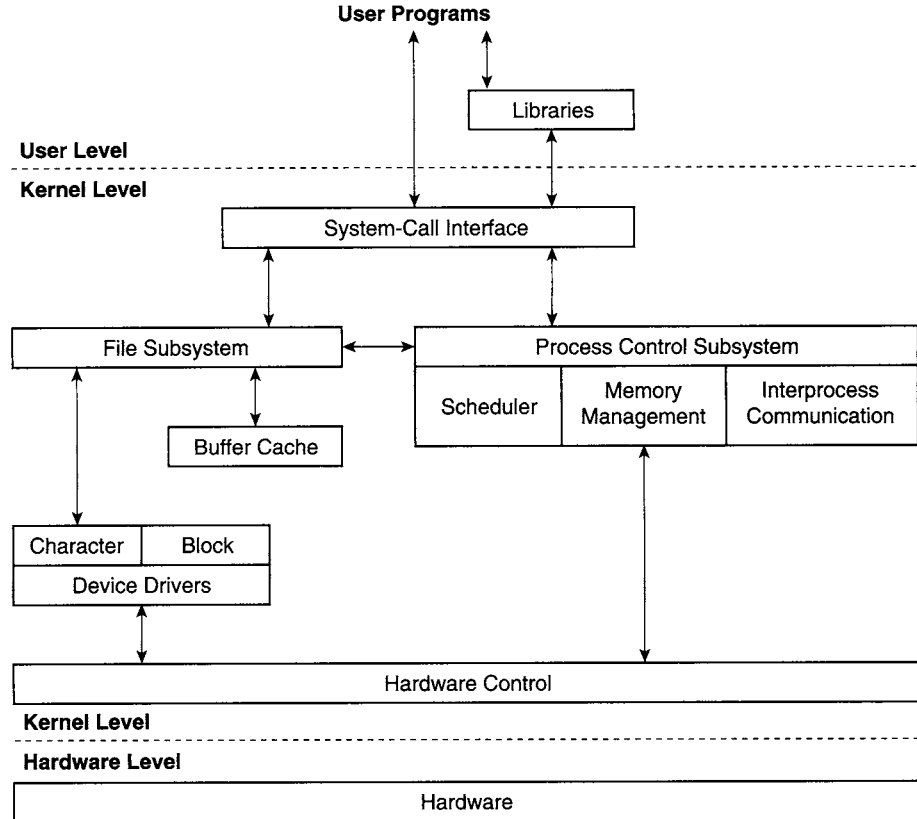 User Programs
Libraries
User Level
Kernel Level
System-Call Interface
File Subsystem
Process Control Subsystem
Scheduler
Memory
Management
Interprocess
Communication
Buffer Cache
Character
Block
Device Drivers
Hardware Control
Kernel Level
Hardware Level
Hardware